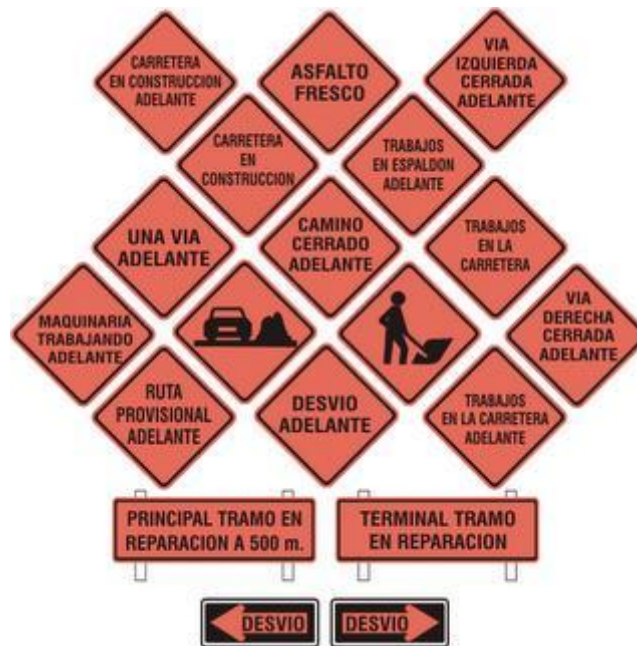 CARRETERA
EN CONSTRUCCION
ADELANTE
ASFALTO
FRESCO
VIA
IZQUIERDA
CERRADA
ADELANTE
CARRETERA
EN
CONSTRUCCION
TRABAJOS
EN ESPALDON
ADELANTE
UNA VIA
ADELANTE
CAMINO
CERRADO
ADELANTE
TRABAJOS
EN LA
CARRETERA
MAQUINARIA
TRABAJANDO
ADELANTE
VIA
DERECHA
CERRADA
ADELANTE
RUTA
PROVISIONAL
ADELANTE
DESVIO
ADELANTE
TRABAJOS
EN LA CARRETERA
ADELANTE
PRINCIPAL TRAMO EN
REPARACION A 500 m.
TERMINAL TRAMO
EN REPARACION
DESVIO
DESVIO